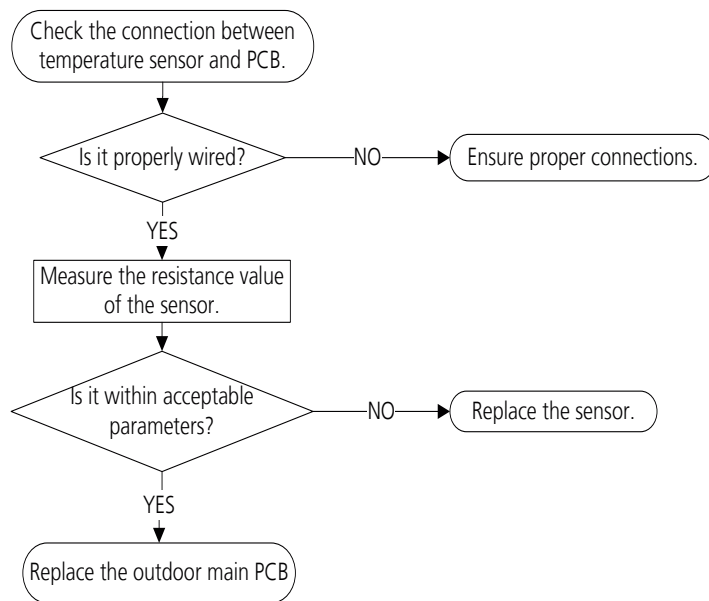 Check the connection between
temperature sensor and PCB.
Is it properly wired?
NO
Ensure proper connections.
YES
Measure the resistance value
of the sensor.
Is it within acceptable
parameters?
NO
Replace the sensor.
YES
Replace the outdoor main PCB